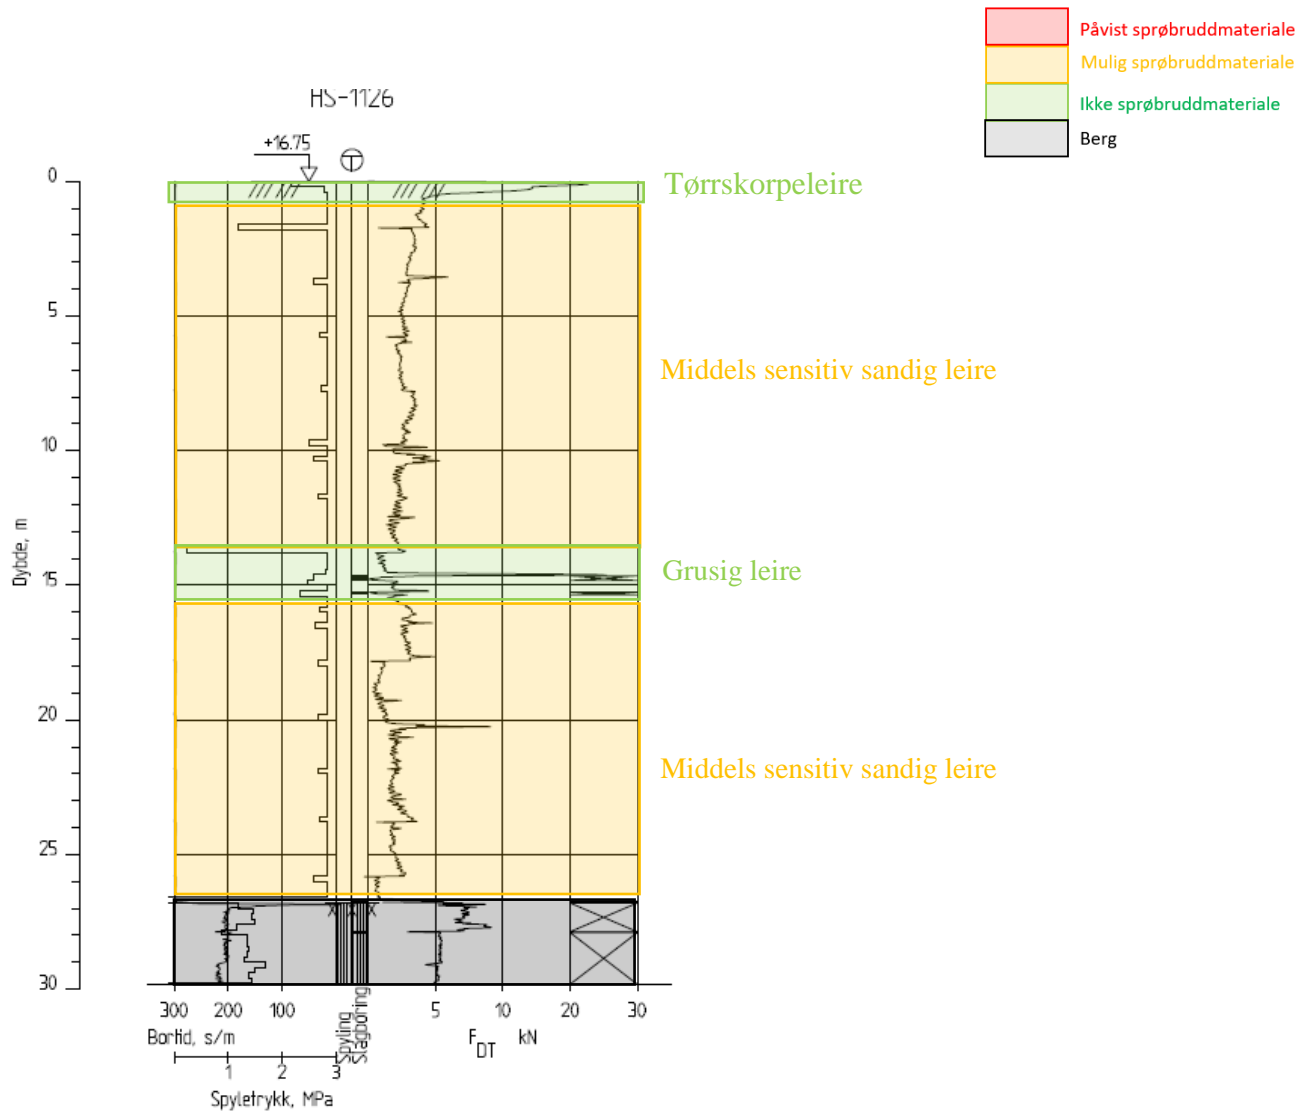 Påvist sprøbruddmateriale
Mulig sprøbruddmateriale
Ikke sprøbruddmateriale
Berg
HS-1126
+16.75
T
0
Tørrskorpeleire
5
Middels sensitiv sandig leire
10
Dybde, m
15
Grusig leire
20
Middels sensitiv sandig leire
25
30
300 200 100 5 10 20 30
Bortid, s/m Spyling Slagboring F DT kN
1 2 3
Spyletrykk, MPa